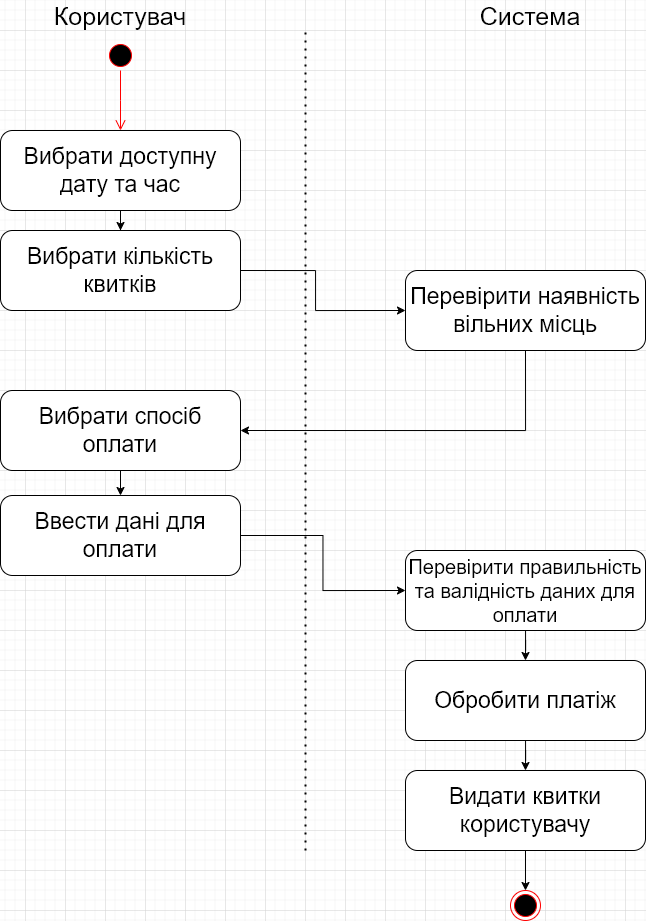 Користувач
Система
Вибрати доступну
дату та час
Вибрати кількість
квитків
Перевірити наявність
вільних місць
Вибрати спосіб
оплати
Ввести дані для
оплати
Перевірити правильність
та валідність даних для
оплати
Обробити платіж
Видати квитки
користувачу